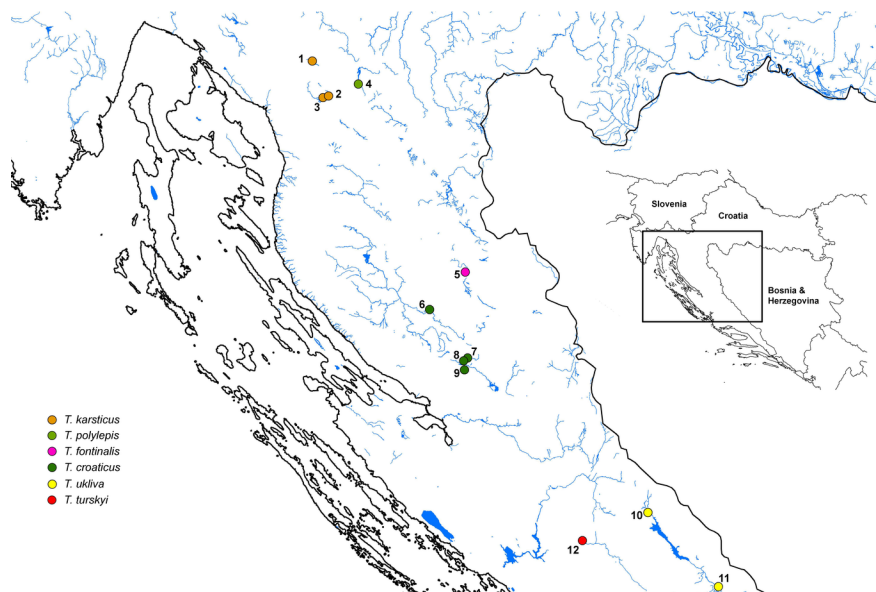 1
2
3
4
Slovenia
Croatia
Bosnia &
Herzegovina
5
6
7
8
9
T. karsticus
T. polylepis
T. fontinalis
T. croaticus
T. ukliva
T. turskyi
10
12
11